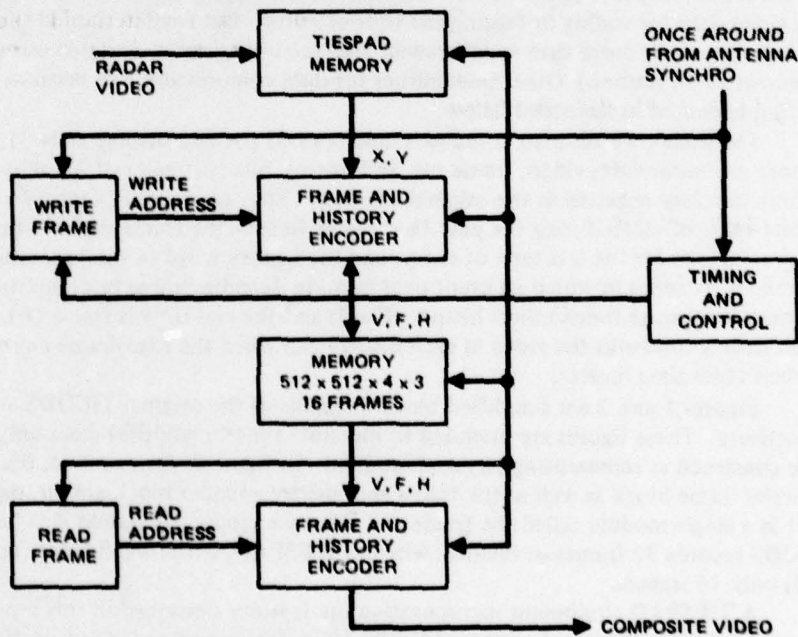 TIESPAD
MEMORY
RADAR
VIDEO
ONCE AROUND
FROM ANTENNA
SYNCHRO
X, Y
WRITE
FRAME
WRITE
ADDRESS
FRAME AND
HISTORY
ENCODER
TIMING
AND
CONTROL
V, F, H
MEMORY
512 x 512 x 4 x 3
16 FRAMES
V, F, H
READ
FRAME
READ
ADDRESS
FRAME AND
HISTORY
ENCODER
COMPOSITE VIDEO